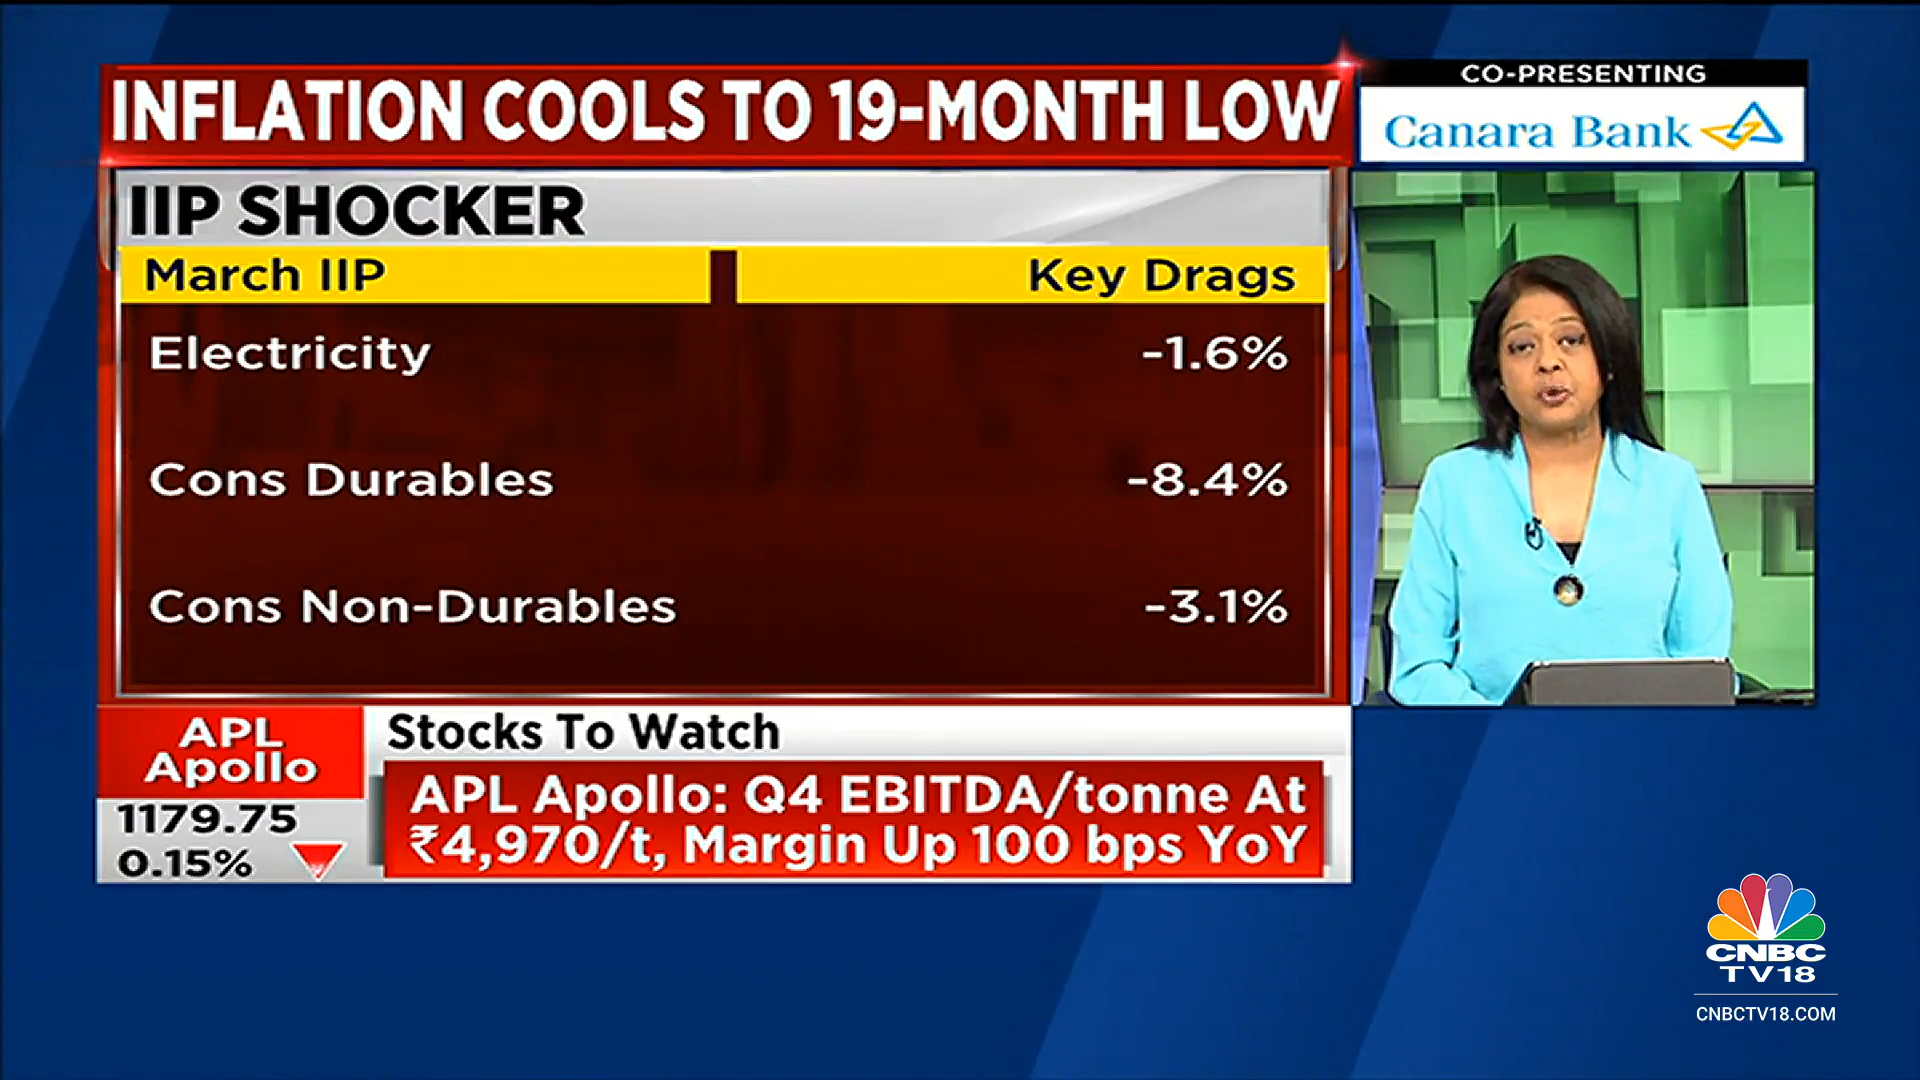 INFLATION COOLS TO 19-MONTH LOW
CO-PRESENTING
Canara Bank
IIP SHOCKER
March IIP Key Drags
Electricity -1.6%
Cons Durables -8.4%
Cons Non-Durables -3.1%
APL
Apollo
1179.75
0.15%
Stocks To Watch
APL Apollo: Q4 EBITDA/tonne At
₹4,970/t, Margin Up 100 bps YoY
CNBC
TV18
CNBCTV18.COM